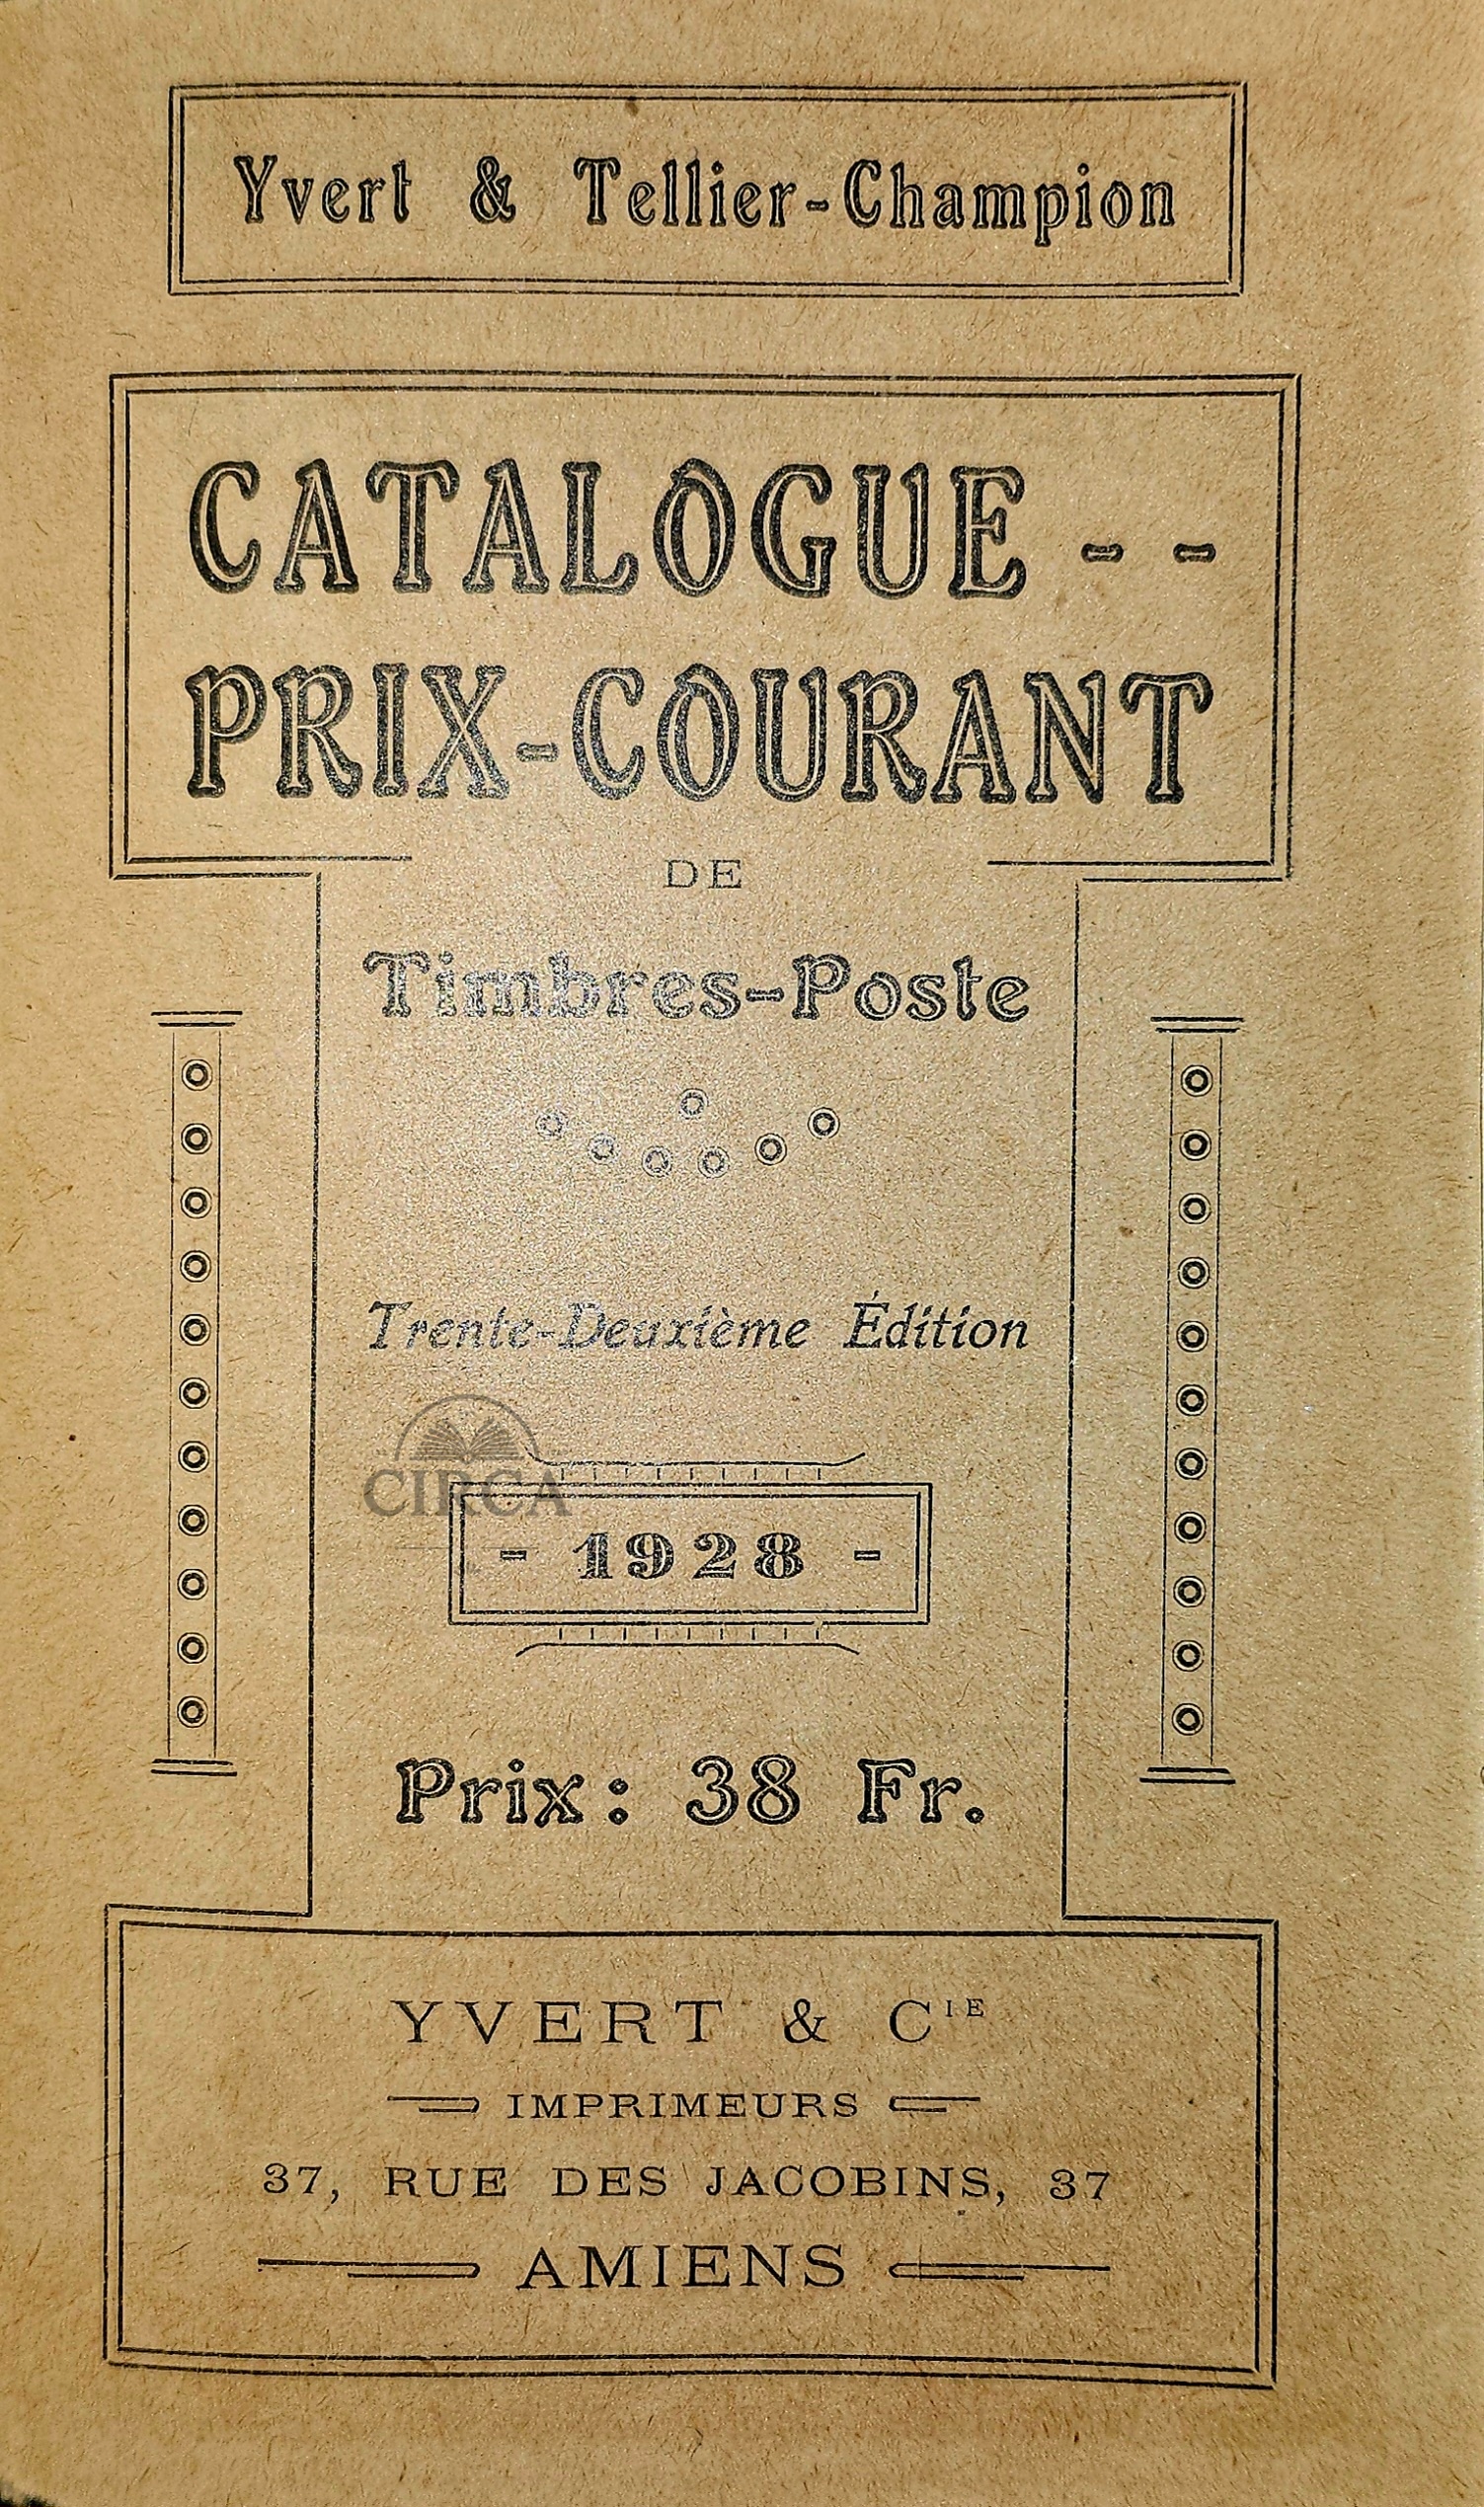 Yvert & Tellier-Champion
CATALOGUE - -
PRIX-COURANT
DE
Timbres-Poste
Trente-Deuxième Édition
CIRCA
- 1928 -
Prix: 38 Fr.
YVERT & CIE
IMPRIMEURS
37, RUE DES JACOBINS, 37
AMIENS